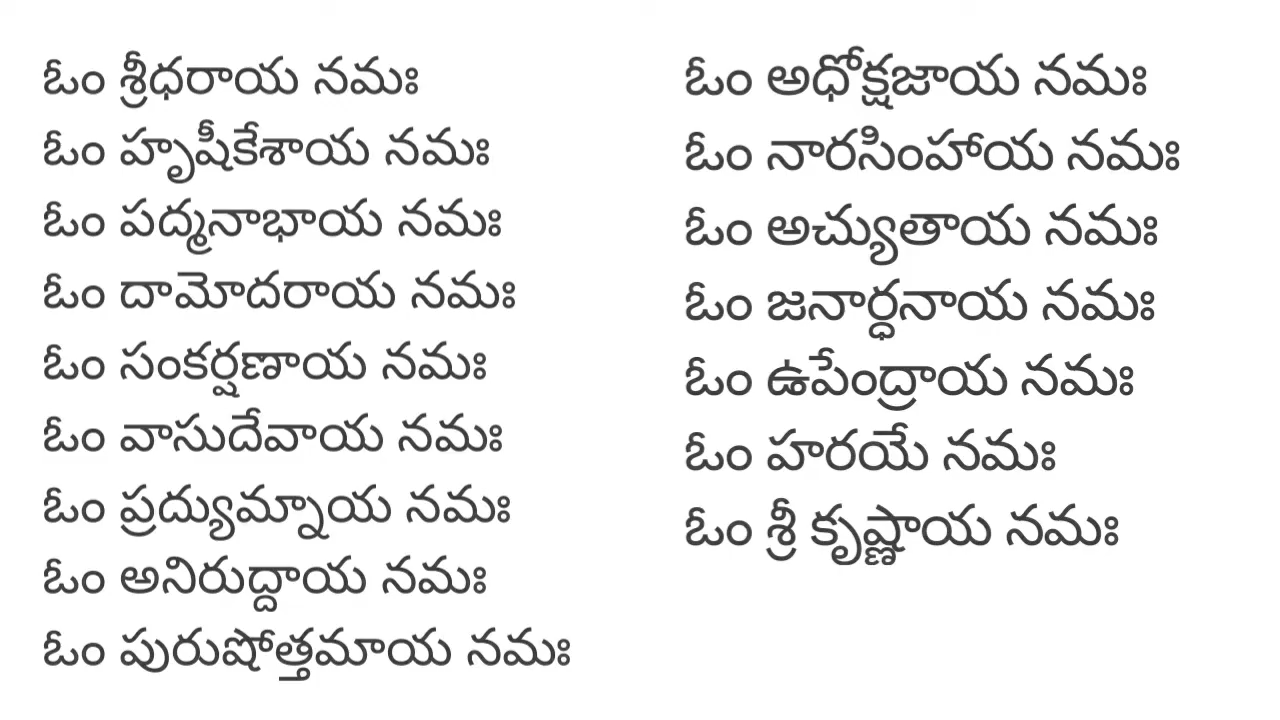 ఓం శ్రీధరాయ నమః
ఓం హృషీకేశాయ నమః
ఓం పద్మనాభాయ నమః
ఓం దామోదరాయ నమః
ఓం సంకర్షణాయ నమః
ఓం వాసుదేవాయ నమః
ఓం ప్రద్యుమ్నాయ నమః
ఓం అనిరుద్దాయ నమః
ఓం పురుషోత్తమాయ నమః
ఓం అధోక్షజాయ నమః
ఓం నారసింహాయ నమః
ఓం అచ్యుతాయ నమః
ఓం జనార్ధనాయ నమః
ఓం ఉపేంద్రాయ నమః
ఓం హరయే నమః
ఓం శ్రీ కృష్ణాయ నమః